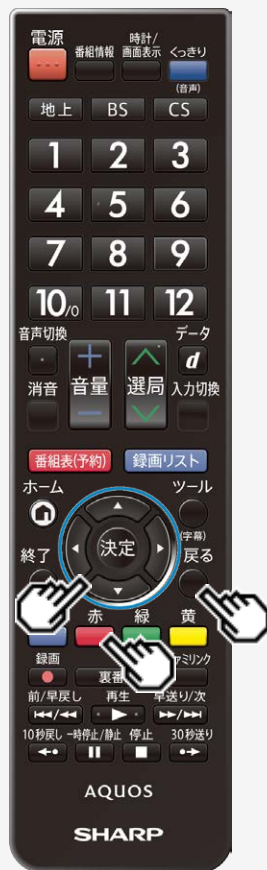 電源
時計/
番組情報 画面表示 くっきり
(音声)
地上 BS CS
1 2 3
4 5 6
7 8 9
10/0 11 12
音声切換 データ
d
消音 音量 選局 入力切換
番組表(予約) 録画リスト
ホーム ツール
決定
(字幕)
終了 戻る
赤 緑 黄
録画 裏番 ァミリンク
前/早戻し 再生 早送り/次
10秒戻し 一時停止/静止 停止 30秒送り
AQUOS
SHARP